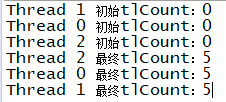 Thread 1 初始tlCount：0
Thread 0 初始tlCount：0
Thread 2 初始tlCount：0
Thread 2 最终tlCount：5
Thread 0 最终tlCount：5
Thread 1 最终tlCount：5